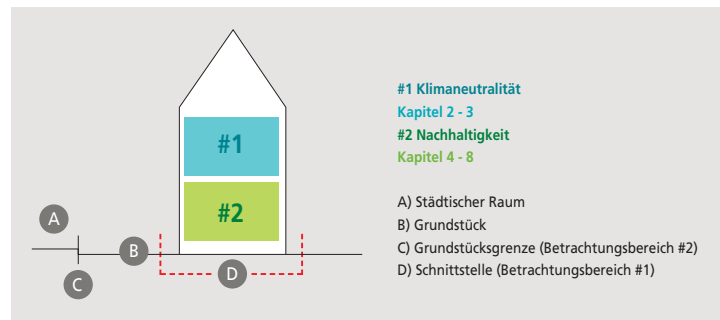 #1 Klimaneutralität
Kapitel 2 - 3
#2 Nachhaltigkeit
Kapitel 4 - 8
#1
#2
A
B
C
D
A) Städtischer Raum
B) Grundstück
C) Grundstücksgrenze (Betrachtungsbereich #2)
D) Schnittstelle (Betrachtungsbereich #1)